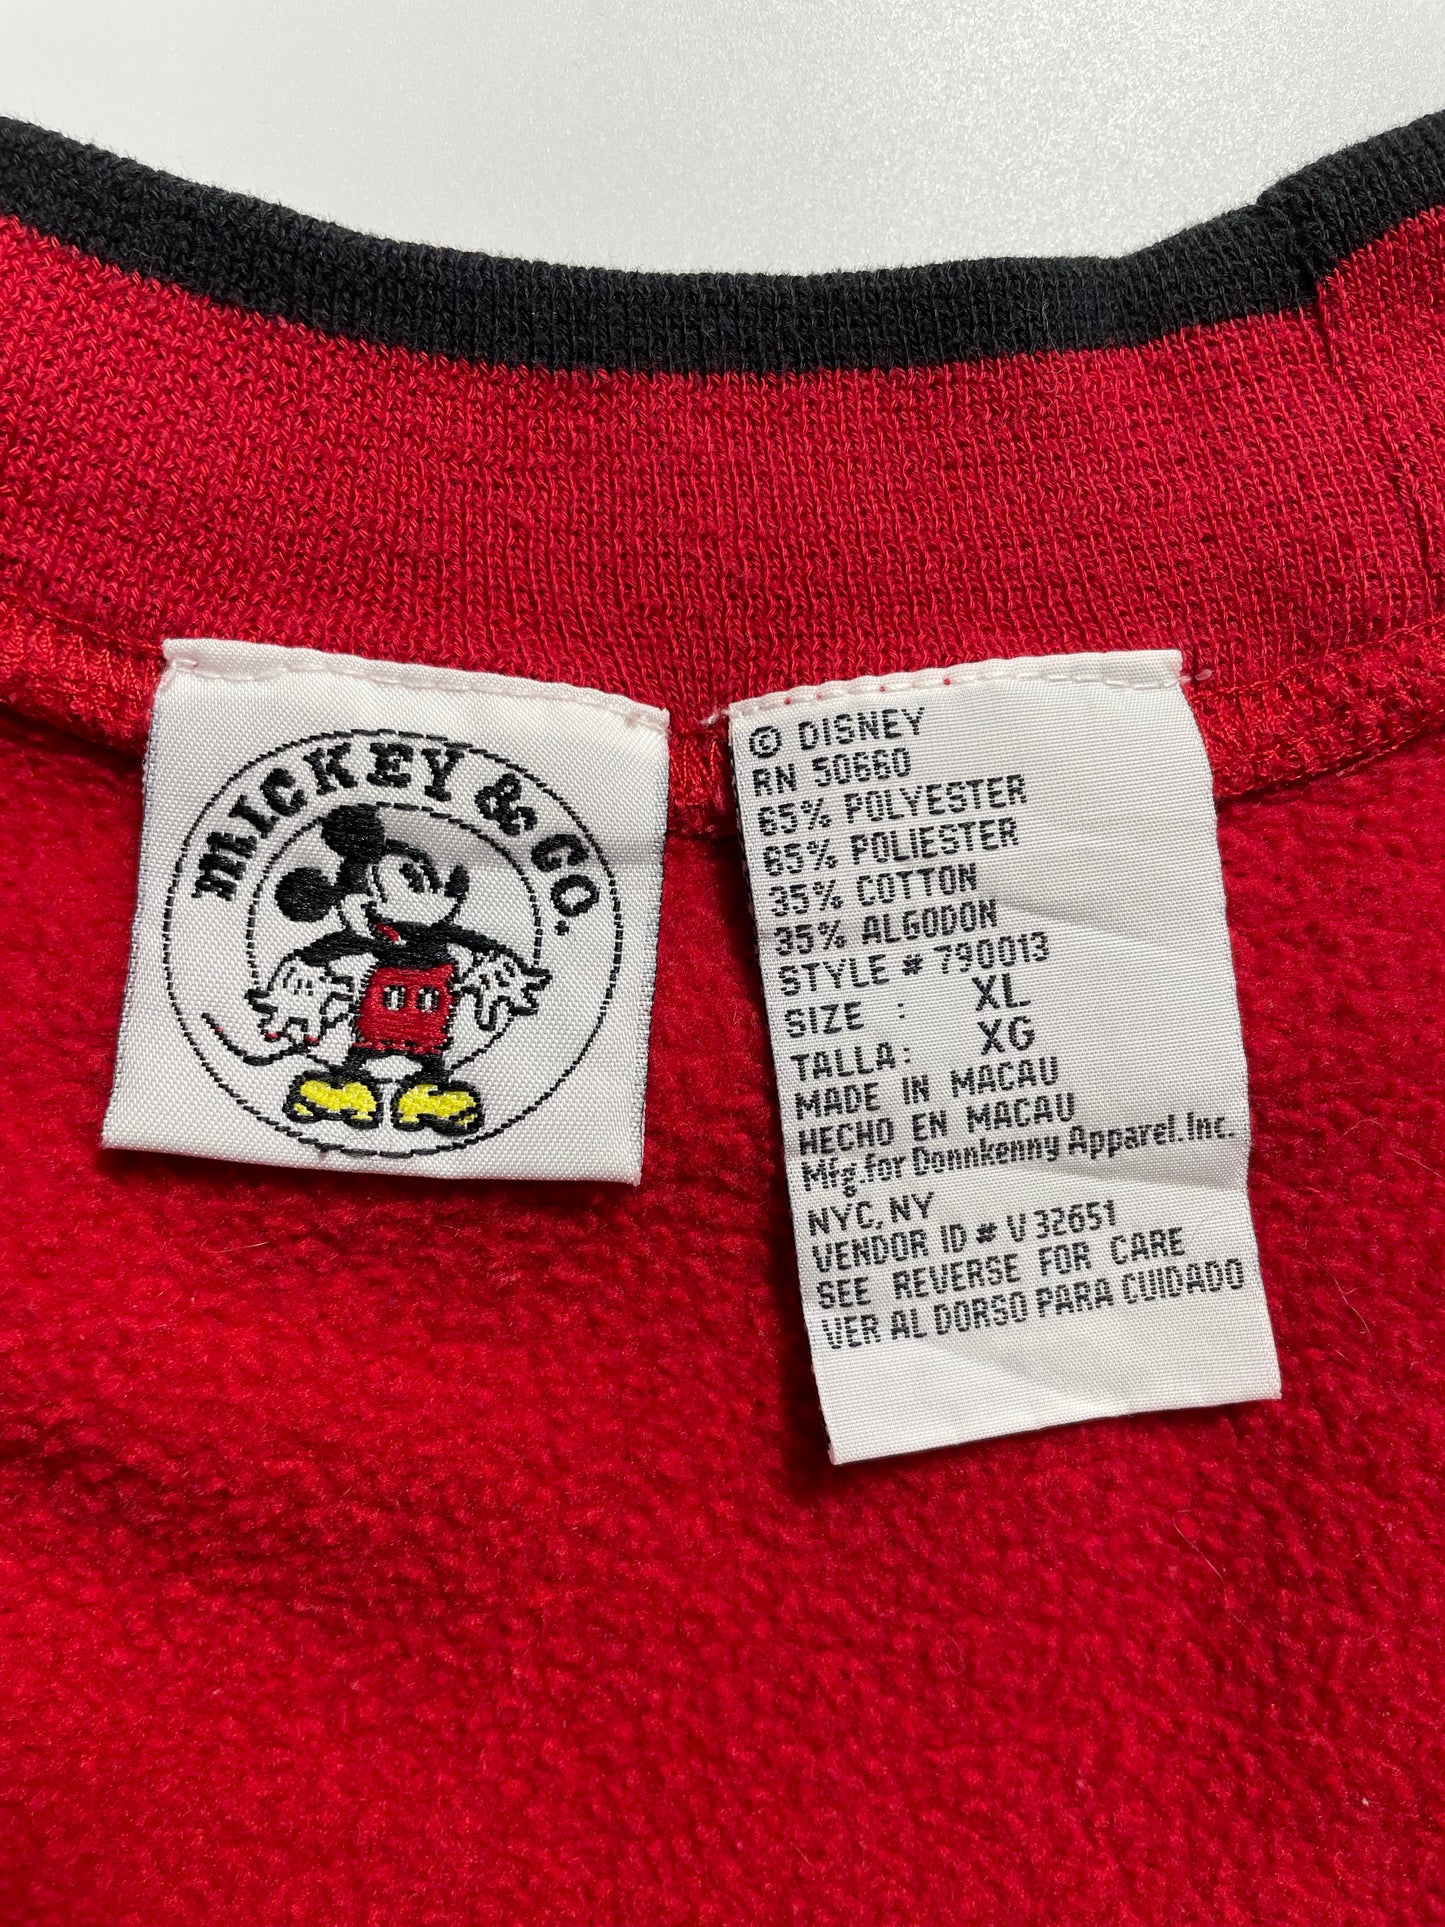 MICKEY & CO.
© DISNEY
RN 50660
65% POLYESTER
65% POLIESTER
35% COTTON
35% ALGODON
STYLE # 790013
SIZE : XL
TALLA: XG
MADE IN MACAU
HECHO EN MACAU
Mfg.for Donnkenny Apparel.Inc.
NYC, NY
VENDOR ID # V 32651
SEE REVERSE FOR CARE
VER AL DORSO PARA CUIDADO